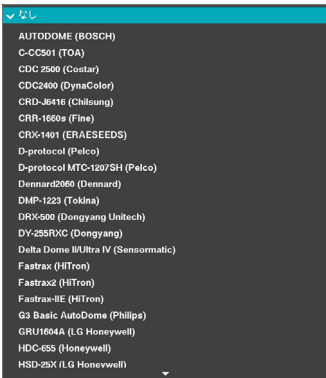 なし
AUTODOME (BOSCH)
C-CC501 (TOA)
CDC 2500 (Costar)
CDC2400 (DynaColor)
CRD-J6416 (Chilsung)
CRR-1660s (Fine)
CRX-1401 (ERAESEEDS)
D-protocol (Pelco)
D-protocol MTC-1207SH (Pelco)
Dennard2060 (Dennard)
DMP-1223 (Tokina)
DRX-500 (Dongyang Unitech)
DY-255RXC (Dongyang)
Delta Dome II/Ultra IV (Sensormatic)
Fastrax (HiTron)
Fastrax2 (HiTron)
Fastrax-IIE (HiTron)
G3 Basic AutoDome (Philips)
GRU1604A (LG Honeywell)
HDC-655 (Honeywell)
HSD-25X (LG Honeywell)